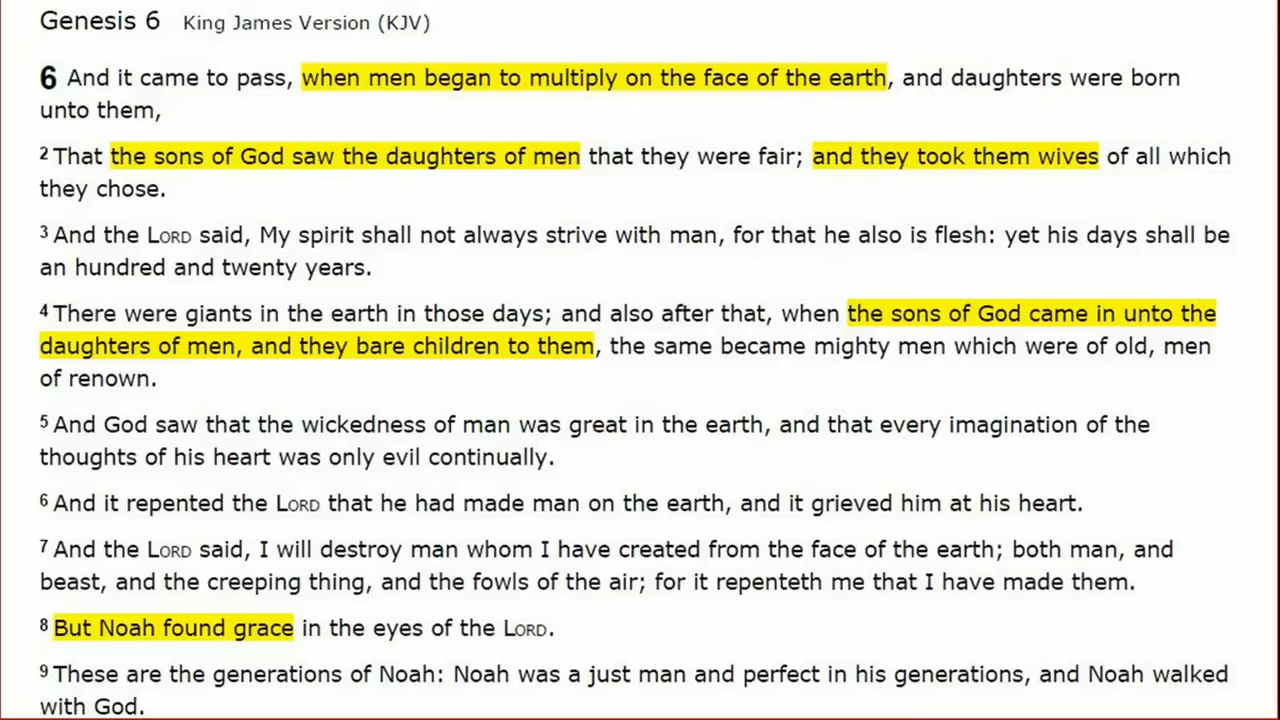 Genesis 6 King James Version (KJV)
6 And it came to pass, when men began to multiply on the face of the earth, and daughters were born
unto them,
2 That the sons of God saw the daughters of men that they were fair; and they took them wives of all which
they chose.
3 And the LORD said, My spirit shall not always strive with man, for that he also is flesh: yet his days shall be
an hundred and twenty years.
4 There were giants in the earth in those days; and also after that, when the sons of God came in unto the
daughters of men, and they bare children to them, the same became mighty men which were of old, men
of renown.
5 And God saw that the wickedness of man was great in the earth, and that every imagination of the
thoughts of his heart was only evil continually.
6 And it repented the LORD that he had made man on the earth, and it grieved him at his heart.
7 And the LORD said, I will destroy man whom I have created from the face of the earth; both man, and
beast, and the creeping thing, and the fowls of the air; for it repenteth me that I have made them.
8 But Noah found grace in the eyes of the LORD.
9 These are the generations of Noah: Noah was a just man and perfect in his generations, and Noah walked
with God.